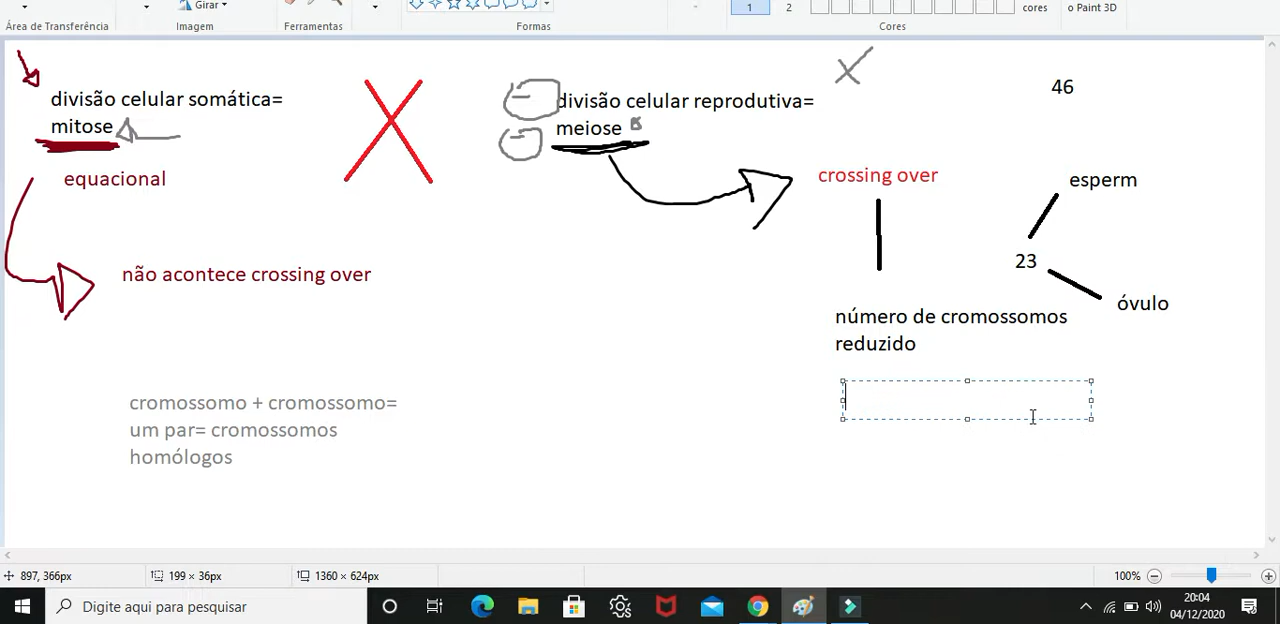 Girar
cores
o Paint 3D
1
2
Área de Transferência
Imagem
Ferramentas
Formas
Cores
divisão celular somática=
mitose
equacional
não acontece crossing over
cromossomo + cromossomo=
um par= cromossomos
homólogos
divisão celular reprodutiva=
meiose
crossing over
número de cromossomos
reduzido
46
esperm
23
óvulo
897, 366px
199 × 36px
1360 × 624px
100%
Digite aqui para pesquisar
20:04
04/12/2020